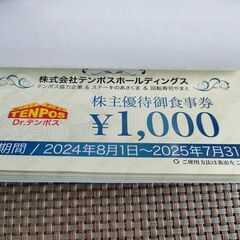 株式会社テンポスホールディングス
テンポス協力企業 & ステーキのあさくま & 回転寿司やまと
TENPOS
Dr.テンポス
株主優待御食事券
¥1,000
期間 / 2024年8月1日~2025年7月31
ご使用方法は裏面をご